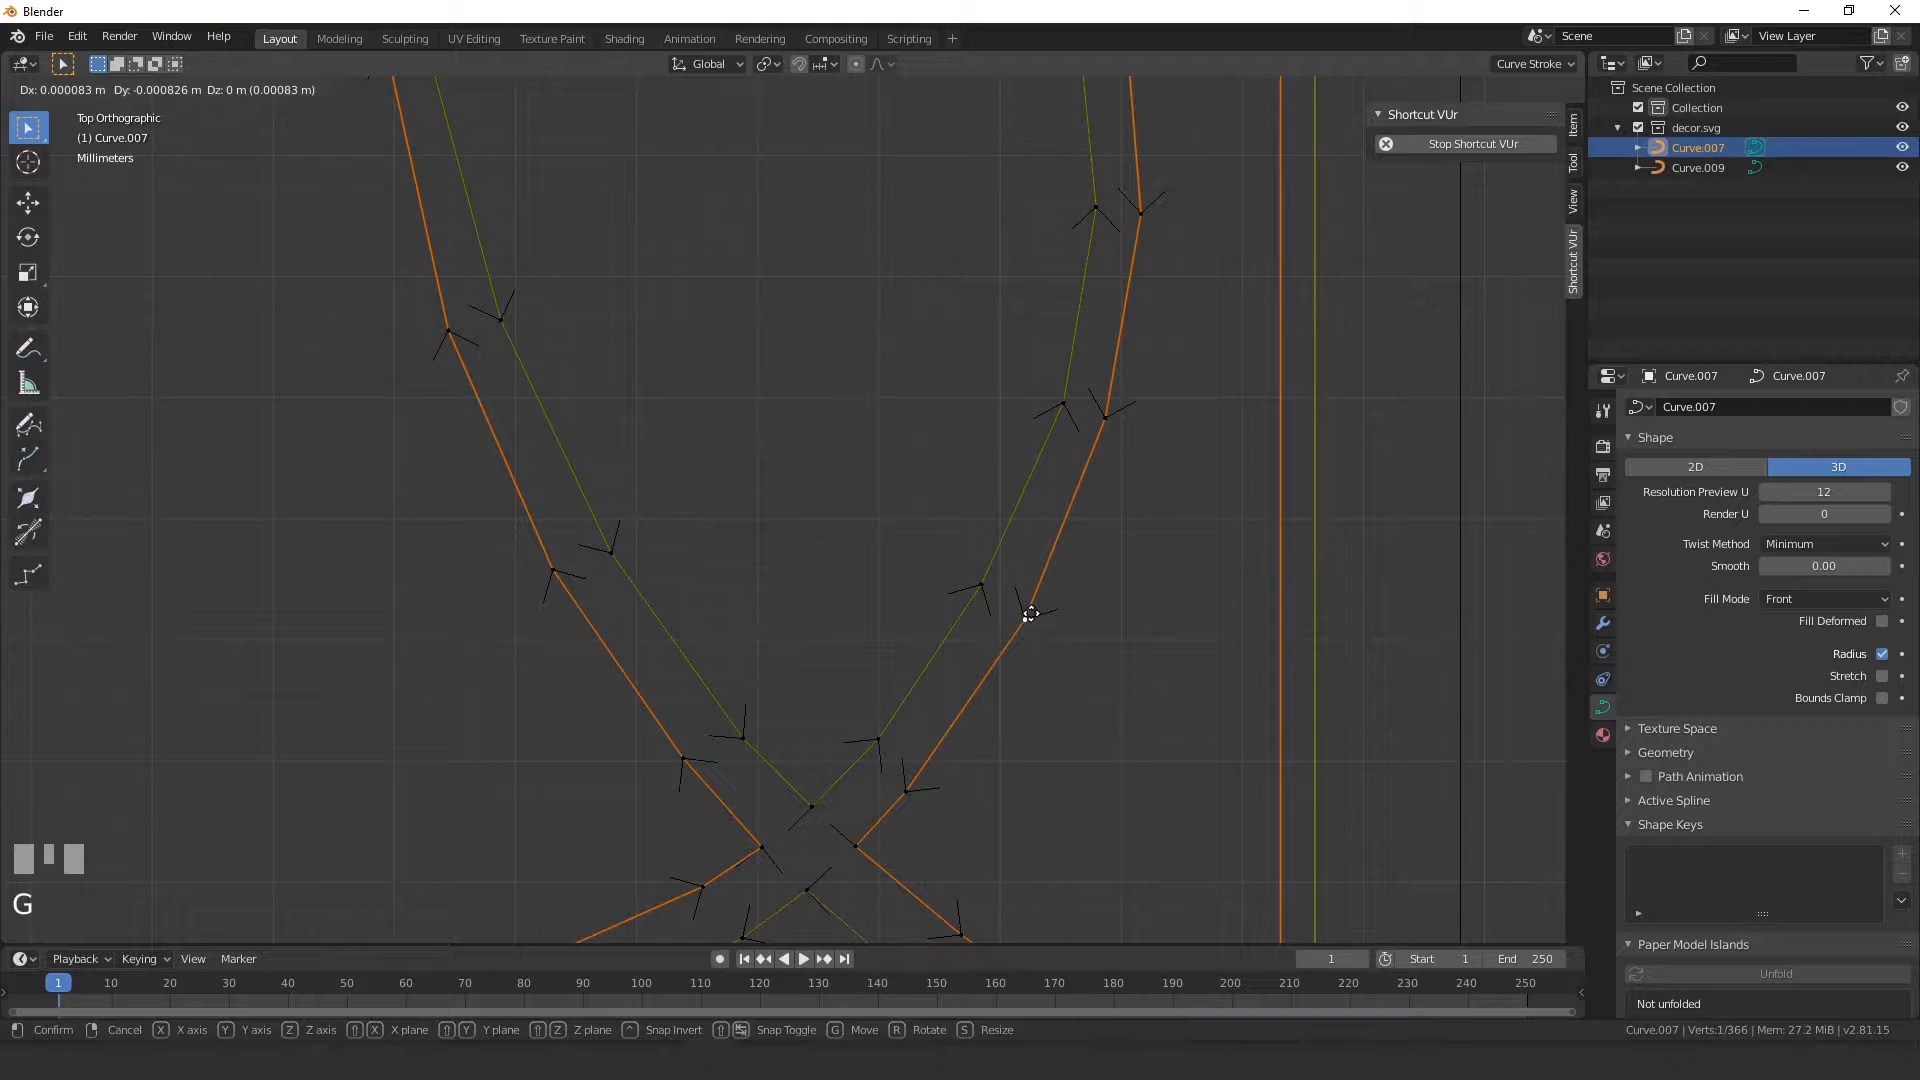 Blender
File Edit Render Window Help
Layout Modeling Sculpting UV Editing Texture Paint Shading Animation Rendering Compositing Scripting +
Scene
View Layer
Global
Curve Stroke
Dx: 0.000083 m Dy: -0.000826 m Dz: 0 m (0.00083 m)
Top Orthographic
(1) Curve.007
Millimeters
Shortcut VUr
Stop Shortcut VUr
Item
Tool
View
Shortcut VUr
Scene Collection
Collection
decor.svg
Curve.007
Curve.009
Curve.007 Curve.007
Curve.007
Shape
2D 3D
Resolution Preview U 12
Render U 0
Twist Method Minimum
Smooth 0.00
Fill Mode Front
Fill Deformed
Radius
Stretch
Bounds Clamp
Texture Space
Geometry
Path Animation
Active Spline
Shape Keys
Paper Model Islands
Unfold
Not unfolded
G
Playback Keying View Marker
1 Start 1 End 250
1 10 20 30 40 50 60 70 80 90 100 110 120 130 140 150 160 170 180 190 200 210 220 230 240 250
Confirm Cancel X X axis Y Y axis Z Z axis X X plane Y Y plane Z Z plane ^ Snap Invert Snap Toggle G Move R Rotate S Resize
Curve.007 | Verts:1/366 | Mem: 27.2 MiB | v2.81.15